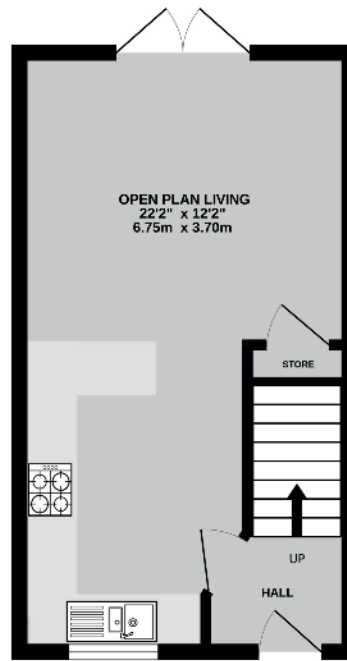 OPEN PLAN LIVING
22'2" x 12'2"
6.75m x 3.70m
STORE
UP
HALL